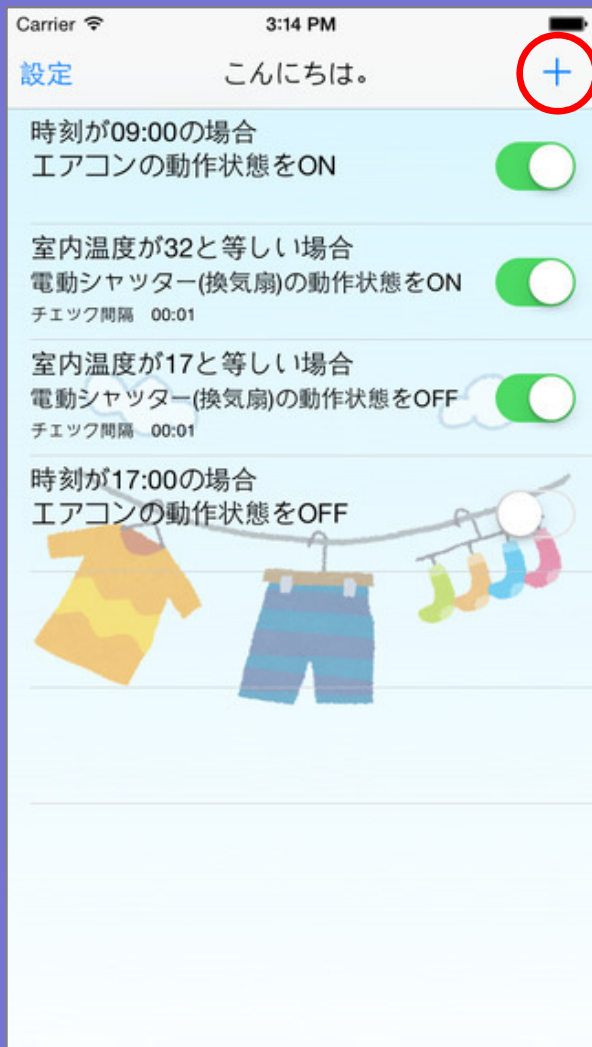 Carrier 3:14 PM
設定 こんにちは。 +
時刻が09:00の場合
エアコンの動作状態をON
室内温度が32と等しい場合
電動シャッター(換気扇)の動作状態をON
チェック間隔 00:01
室内温度が17と等しい場合
電動シャッター(換気扇)の動作状態をOFF
チェック間隔 00:01
時刻が17:00の場合
エアコンの動作状態をOFF